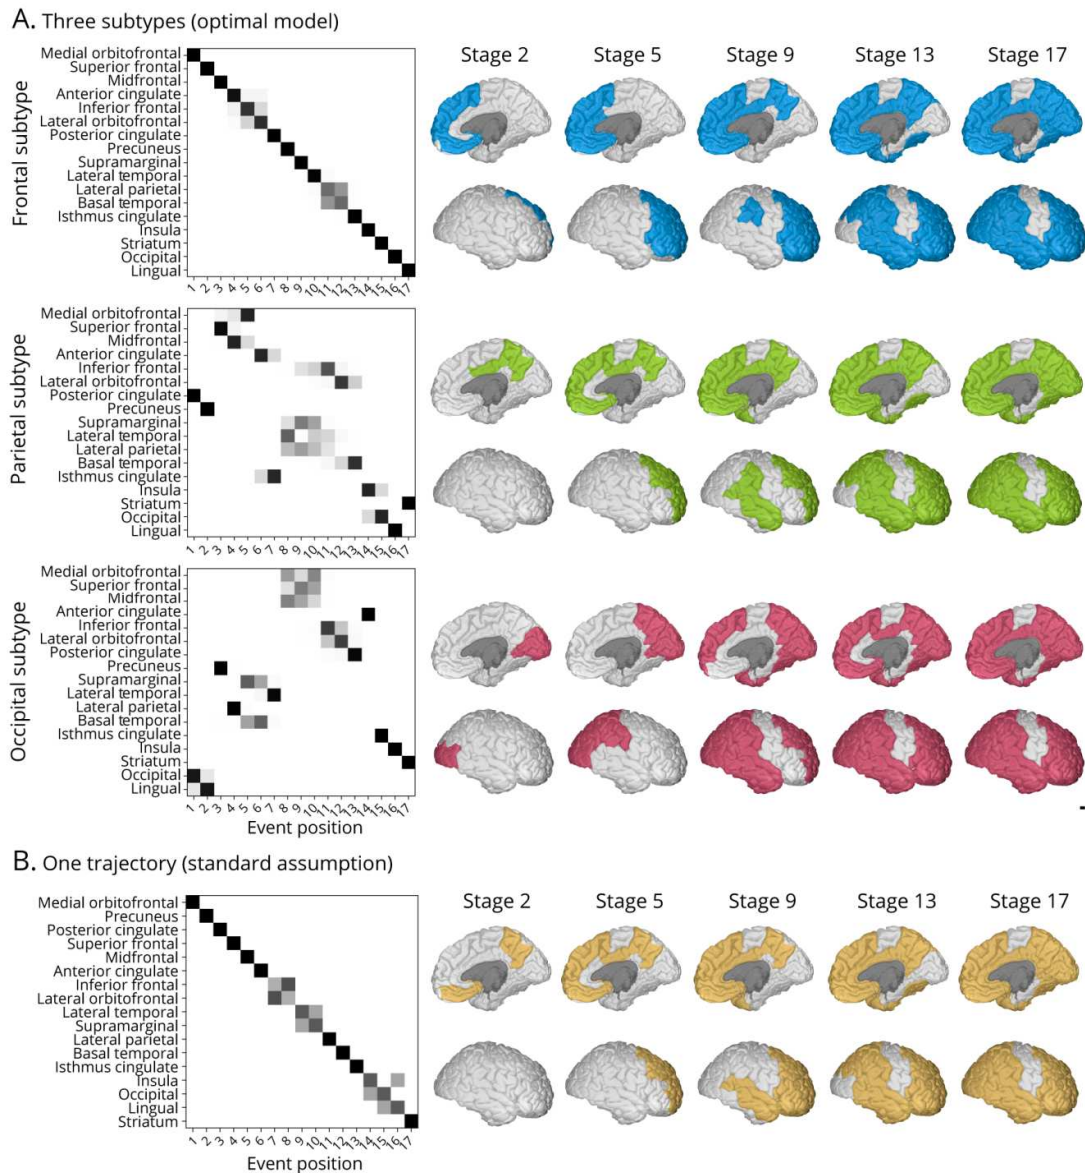 A. Three subtypes (optimal model)
Frontal subtype
Medial orbitofrontal
Superior frontal
Midfrontal
Anterior cingulate
Inferior frontal
Lateral orbitofrontal
Posterior cingulate
Precuneus
Supramarginal
Lateral temporal
Lateral parietal
Basal temporal
Isthmus cingulate
Insula
Striatum
Occipital
Lingual
1 2 3 4 5 6 7 8 9 10 11 12 13 14 15 16 17
Stage 2 Stage 5 Stage 9 Stage 13 Stage 17
Parietal subtype
Medial orbitofrontal
Superior frontal
Midfrontal
Anterior cingulate
Inferior frontal
Lateral orbitofrontal
Posterior cingulate
Precuneus
Supramarginal
Lateral temporal
Lateral parietal
Basal temporal
Isthmus cingulate
Insula
Striatum
Occipital
Lingual
1 2 3 4 5 6 7 8 9 10 11 12 13 14 15 16 17
Occipital subtype
Medial orbitofrontal
Superior frontal
Midfrontal
Anterior cingulate
Inferior frontal
Lateral orbitofrontal
Posterior cingulate
Precuneus
Supramarginal
Lateral temporal
Lateral parietal
Basal temporal
Isthmus cingulate
Insula
Striatum
Occipital
Lingual
1 2 3 4 5 6 7 8 9 10 11 12 13 14 15 16 17
Event position
B. One trajectory (standard assumption)
Medial orbitofrontal
Precuneus
Posterior cingulate
Superior frontal
Midfrontal
Anterior cingulate
Inferior frontal
Lateral orbitofrontal
Lateral temporal
Supramarginal
Lateral parietal
Basal temporal
Isthmus cingulate
Insula
Occipital
Lingual
Striatum
1 2 3 4 5 6 7 8 9 10 11 12 13 14 15 16 17
Event position
Stage 2 Stage 5 Stage 9 Stage 13 Stage 17